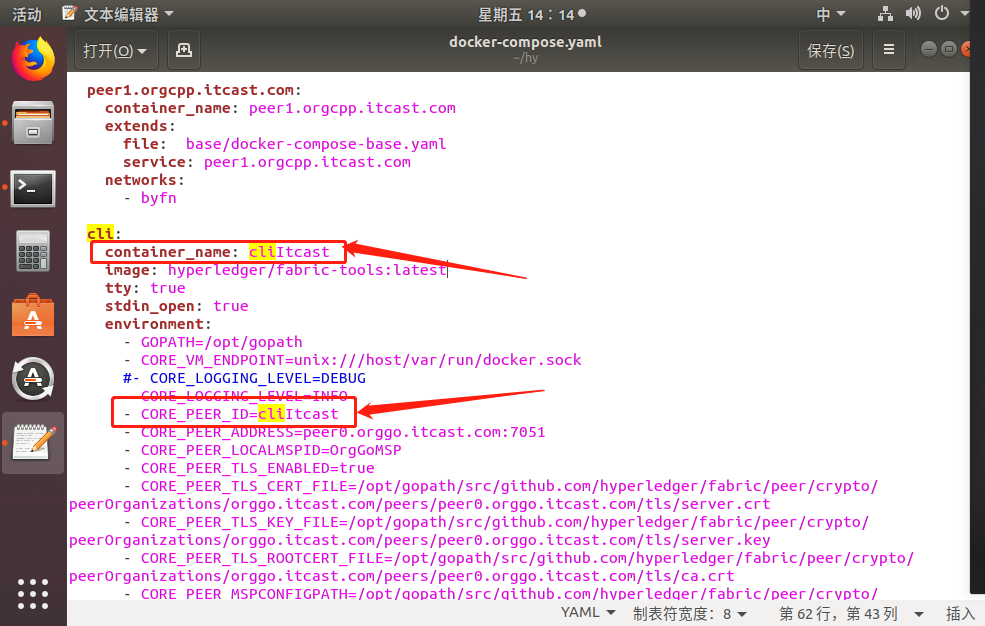 活动 文本编辑器 星期五 14：14 中
打开(O) docker-compose.yaml 保存(S)
~/hy
peer1.orgcpp.itcast.com:
container_name: peer1.orgcpp.itcast.com
extends:
file: base/docker-compose-base.yaml
service: peer1.orgcpp.itcast.com
networks:
- byfn
cli:
container_name: cliItcast
image: hyperledger/fabric-tools:latest
tty: true
stdin_open: true
environment:
- GOPATH=/opt/gopath
- CORE_VM_ENDPOINT=unix:///host/var/run/docker.sock
#- CORE_LOGGING_LEVEL=DEBUG
- CORE_LOGGING_LEVEL=INFO
- CORE_PEER_ID=cliItcast
- CORE_PEER_ADDRESS=peer0.orggo.itcast.com:7051
- CORE_PEER_LOCALMSPID=OrgGoMSP
- CORE_PEER_TLS_ENABLED=true
- CORE_PEER_TLS_CERT_FILE=/opt/gopath/src/github.com/hyperledger/fabric/peer/crypto/
peerOrganizations/orggo.itcast.com/peers/peer0.orggo.itcast.com/tls/server.crt
- CORE_PEER_TLS_KEY_FILE=/opt/gopath/src/github.com/hyperledger/fabric/peer/crypto/
peerOrganizations/orggo.itcast.com/peers/peer0.orggo.itcast.com/tls/server.key
- CORE_PEER_TLS_ROOTCERT_FILE=/opt/gopath/src/github.com/hyperledger/fabric/peer/crypto/
peerOrganizations/orggo.itcast.com/peers/peer0.orggo.itcast.com/tls/ca.crt
- CORE_PEER_MSPCONFIGPATH=/opt/gopath/src/github.com/hyperledger/fabric/peer/crypto/
YAML 制表符宽度：8 第 62 行，第 43 列 插入